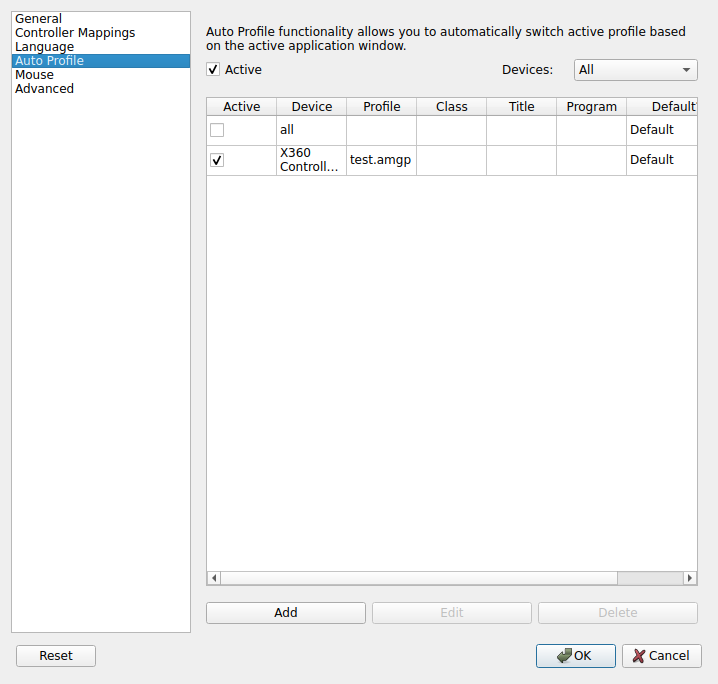 General
Controller Mappings
Language
Auto Profile
Mouse
Advanced
Auto Profile functionality allows you to automatically switch active profile based
on the active application window.
Active
Devices:
All
Active Device Profile Class Title Program Default
all Default
X360
Controll...
test.amgp Default
Add Edit Delete
Reset OK Cancel